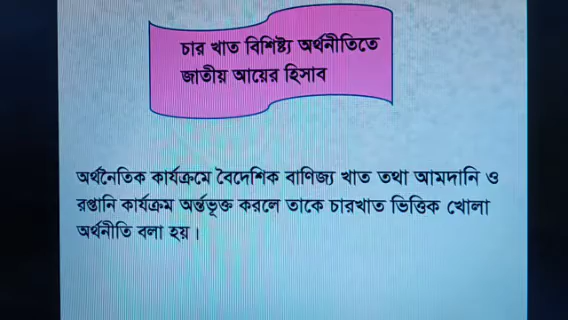 চার খাত বিশিষ্ট্য অর্থনীতিতে
জাতীয় আয়ের হিসাব
অর্থনৈতিক কার্যক্রমে বৈদেশিক বাণিজ্য খাত তথা আমদানি ও
রপ্তানি কার্যক্রম অর্ন্তভূক্ত করলে তাকে চারখাত ভিত্তিক খোলা
অর্থনীতি বলা হয়।